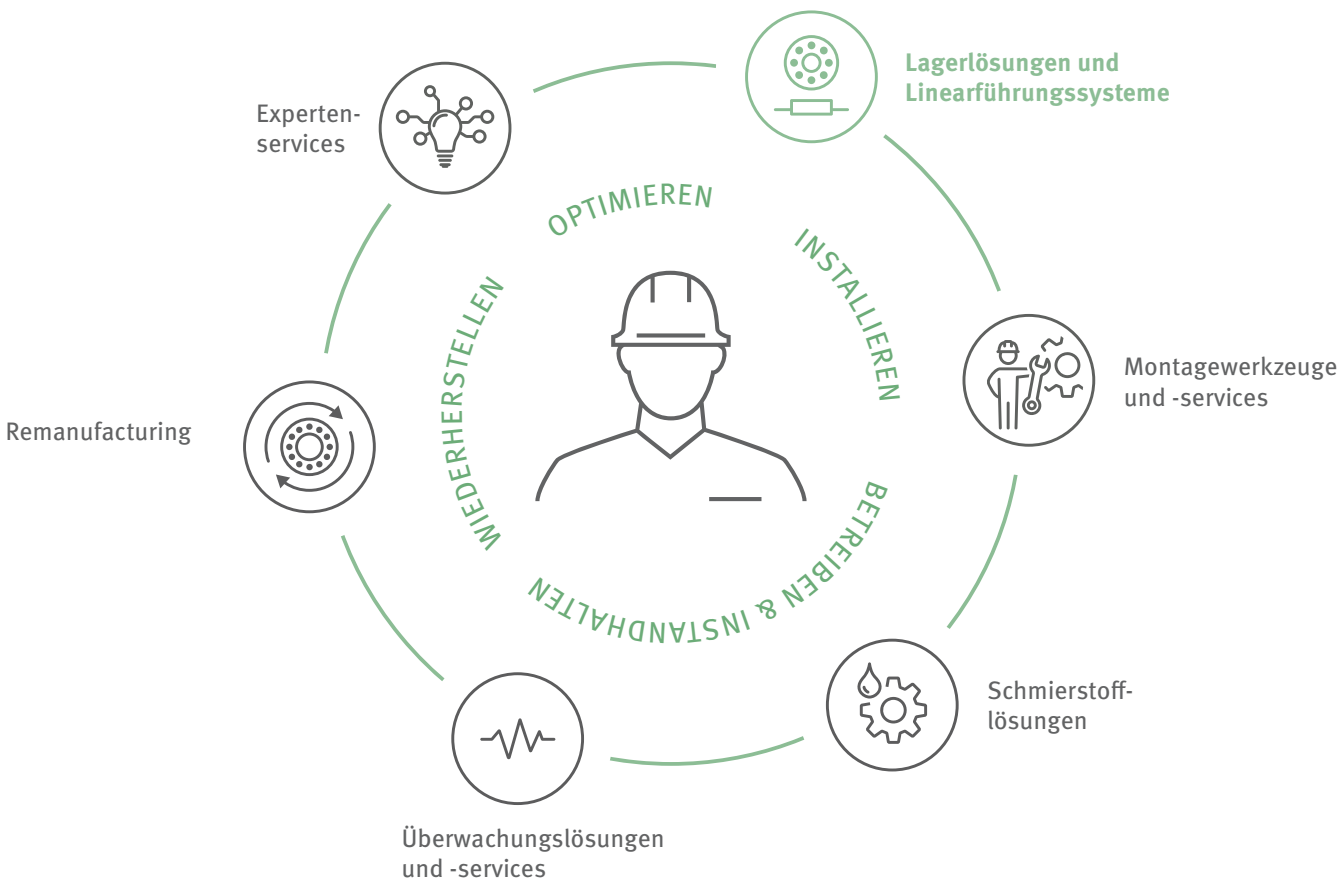 Lagerlösungen und
Linearführungssysteme
Experten-
services
OPTIMIEREN
INSTALLIEREN
WIEDERHERSTELLEN
Montagewerkzeuge
und -services
Remanufacturing
BETREIBEN & INSTANDHALTEN
Schmierstoff-
lösungen
Überwachungslösungen
und -services